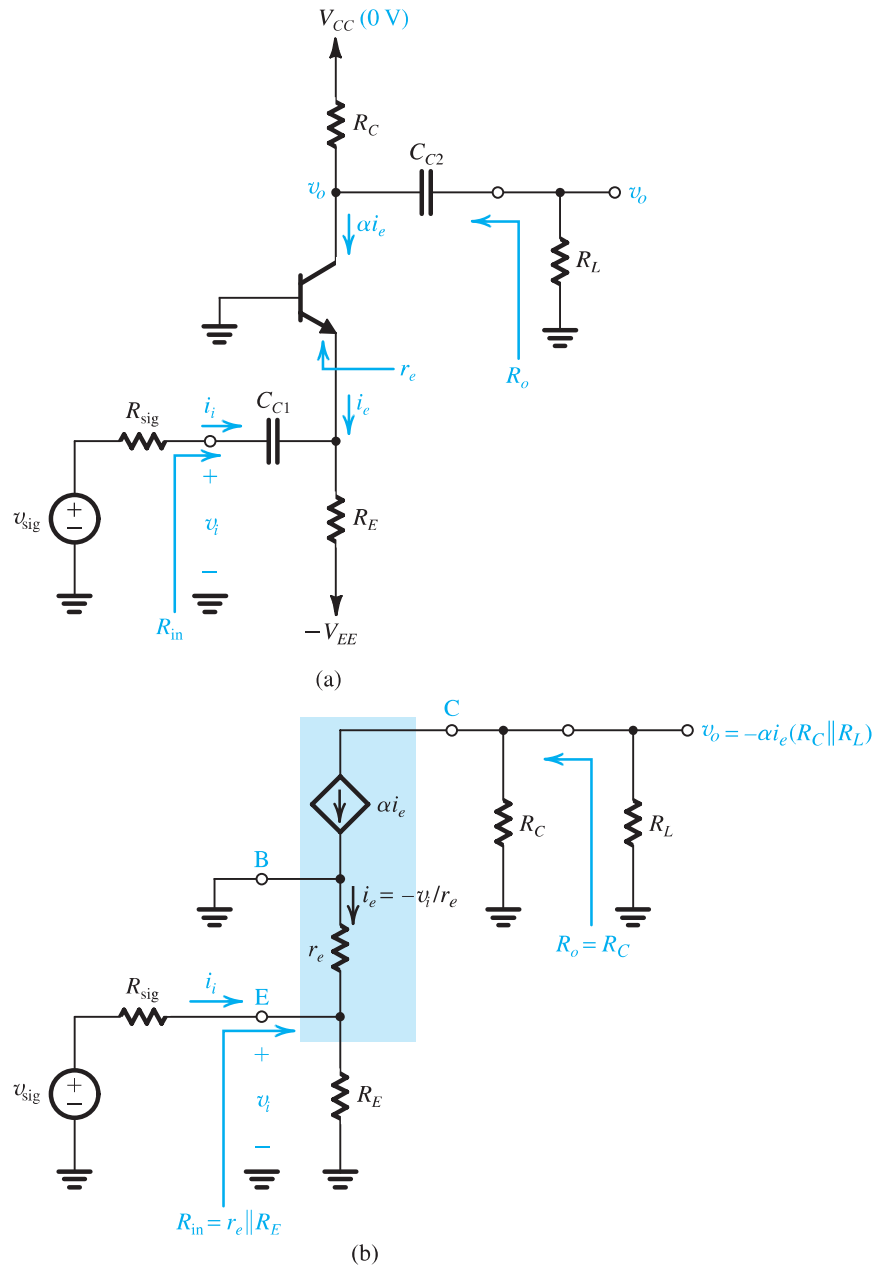 V_CC (0 V)
R_C
C_C2
v_o
v_o
αi_e
R_L
r_e
R_o
i_i
C_C1
i_e
R_sig
+
v_sig
+
−
v_i
R_E
−
R_in
−V_EE
(a)
C
v_o = −αi_e(R_C∥R_L)
αi_e
R_C
R_L
B
i_e = −v_i/r_e
R_o = R_C
r_e
R_sig
i_i
E
+
v_sig
+
−
v_i
R_E
−
R_in = r_e∥R_E
(b)